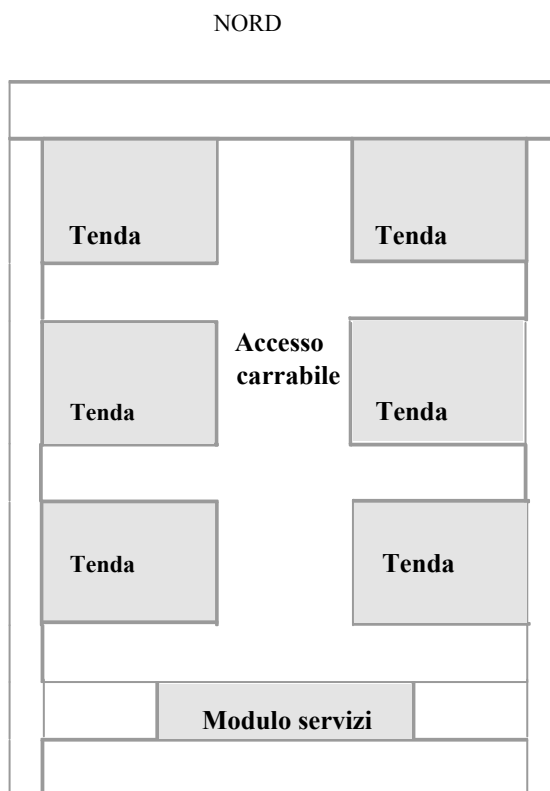 NORD
Tenda
Tenda
Accesso
carrabile
Tenda
Tenda
Tenda
Tenda
Modulo servizi